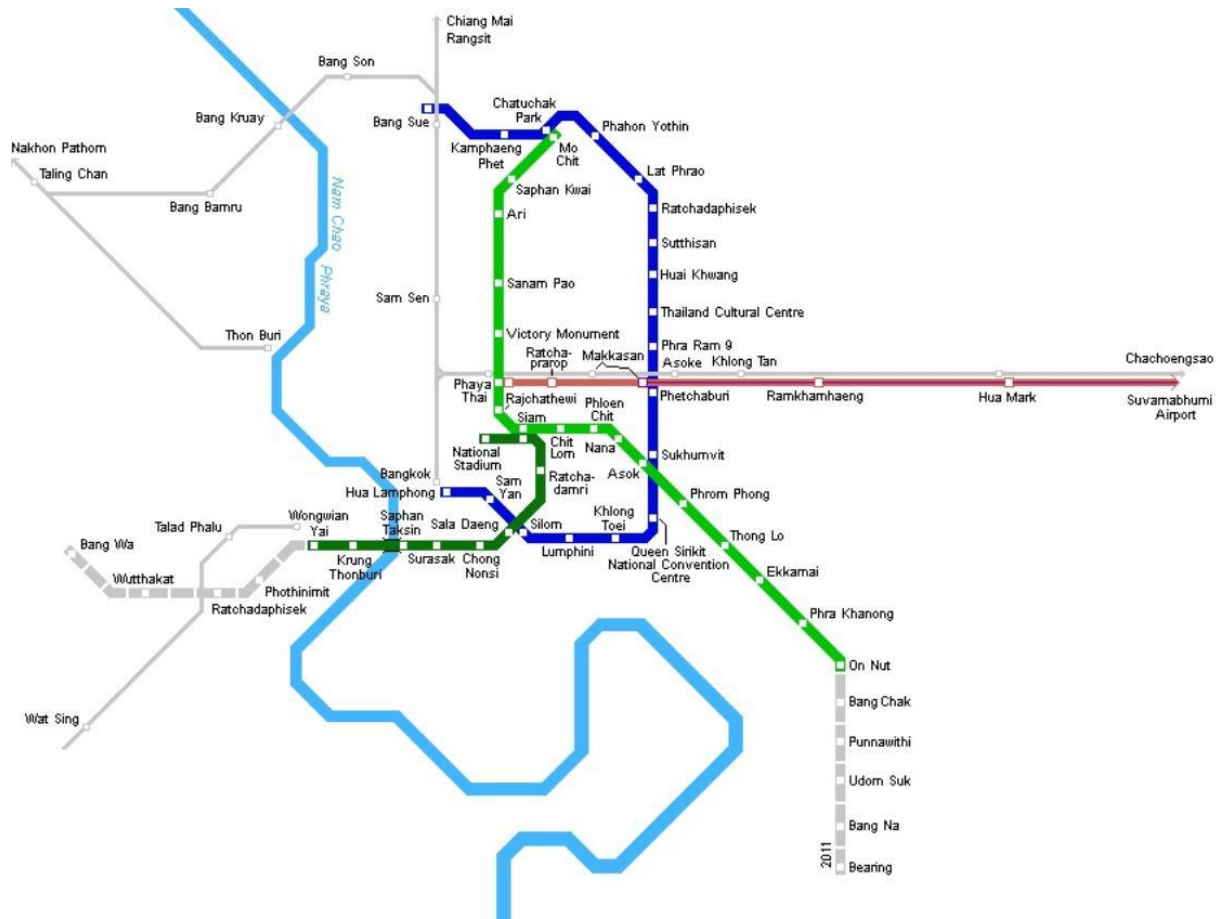 Chiang Mai
Rangsit
Bang Son
Bang Kruay
Bang Sue
Chatuchak
Park
Phahon Yothin
Kamphaeng
Phet
Mo
Chit
Nakhon Pathom
Taling Chan
Bang Bamru
Saphan Kwai
Lat Phrao
Ari
Ratchadaphisek
Nam Chao Phraya
Sutthisan
Huai Khwang
Sanam Pao
Sam Sen
Thailand Cultural Centre
Thon Buri
Victory Monument
Phra Ram 9
Ratcha-
prarop
Makkasan
Asoke
Khlong Tan
Chachoengsao
Phaya
Thai
Rajchathewi
Phetchaburi
Ramkhamhaeng
Hua Mark
Suvarnabhumi
Airport
Siam
Phloen
Chit
National
Stadium
Chit
Lom
Nana
Sukhumvit
Asok
Bangkok
Hua Lamphong
Sam
Yan
Ratcha-
damri
Phrom Phong
Talad Phalu
Wongwian
Yai
Saphan
Taksin
Sala Daeng
Silom
Khlong
Toei
Thong Lo
Bang Wa
Krung
Thonburi
Surasak
Chong
Nonsi
Lumphini
Queen Sirikit
National Convention
Centre
Wutthakat
Phothinimit
Ratchadaphisek
Ekkamai
Phra Khanong
On Nut
Wat Sing
Bang Chak
Punnawithi
Udom Suk
Bang Na
2011
Bearing